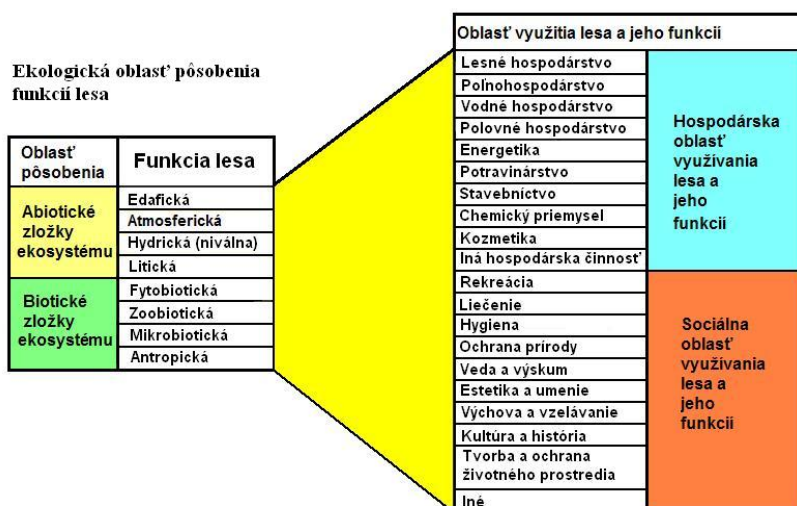 Ekologická oblasť pôsobenia
funkcií lesa
Oblasť
pôsobenia
Funkcia lesa
Abiotické
zložky
ekosystému
Edafická
Atmosferická
Hydrická (niválna)
Litická
Biotické
zložky
ekosystému
Fytobiotická
Zoobiotická
Mikrobiotická
Antropická
Oblasť využitia lesa a jeho funkcií
Lesné hospodárstvo
Poľnohospodárstvo
Vodné hospodárstvo
Polovné hospodárstvo
Energetika
Potravinárstvo
Stavebníctvo
Chemický priemysel
Kozmetika
Iná hospodárska činnosť
Hospodárska
oblasť
využívania
lesa a
jeho
funkcií
Rekreácia
Liečenie
Hygiena
Ochrana prírody
Veda a výskum
Estetika a umenie
Výchova a vzelávanie
Kultúra a história
Tvorba a ochrana
životného prostredia
Iné
Sociálna
oblasť
využívania
lesa a
jeho
funkcií